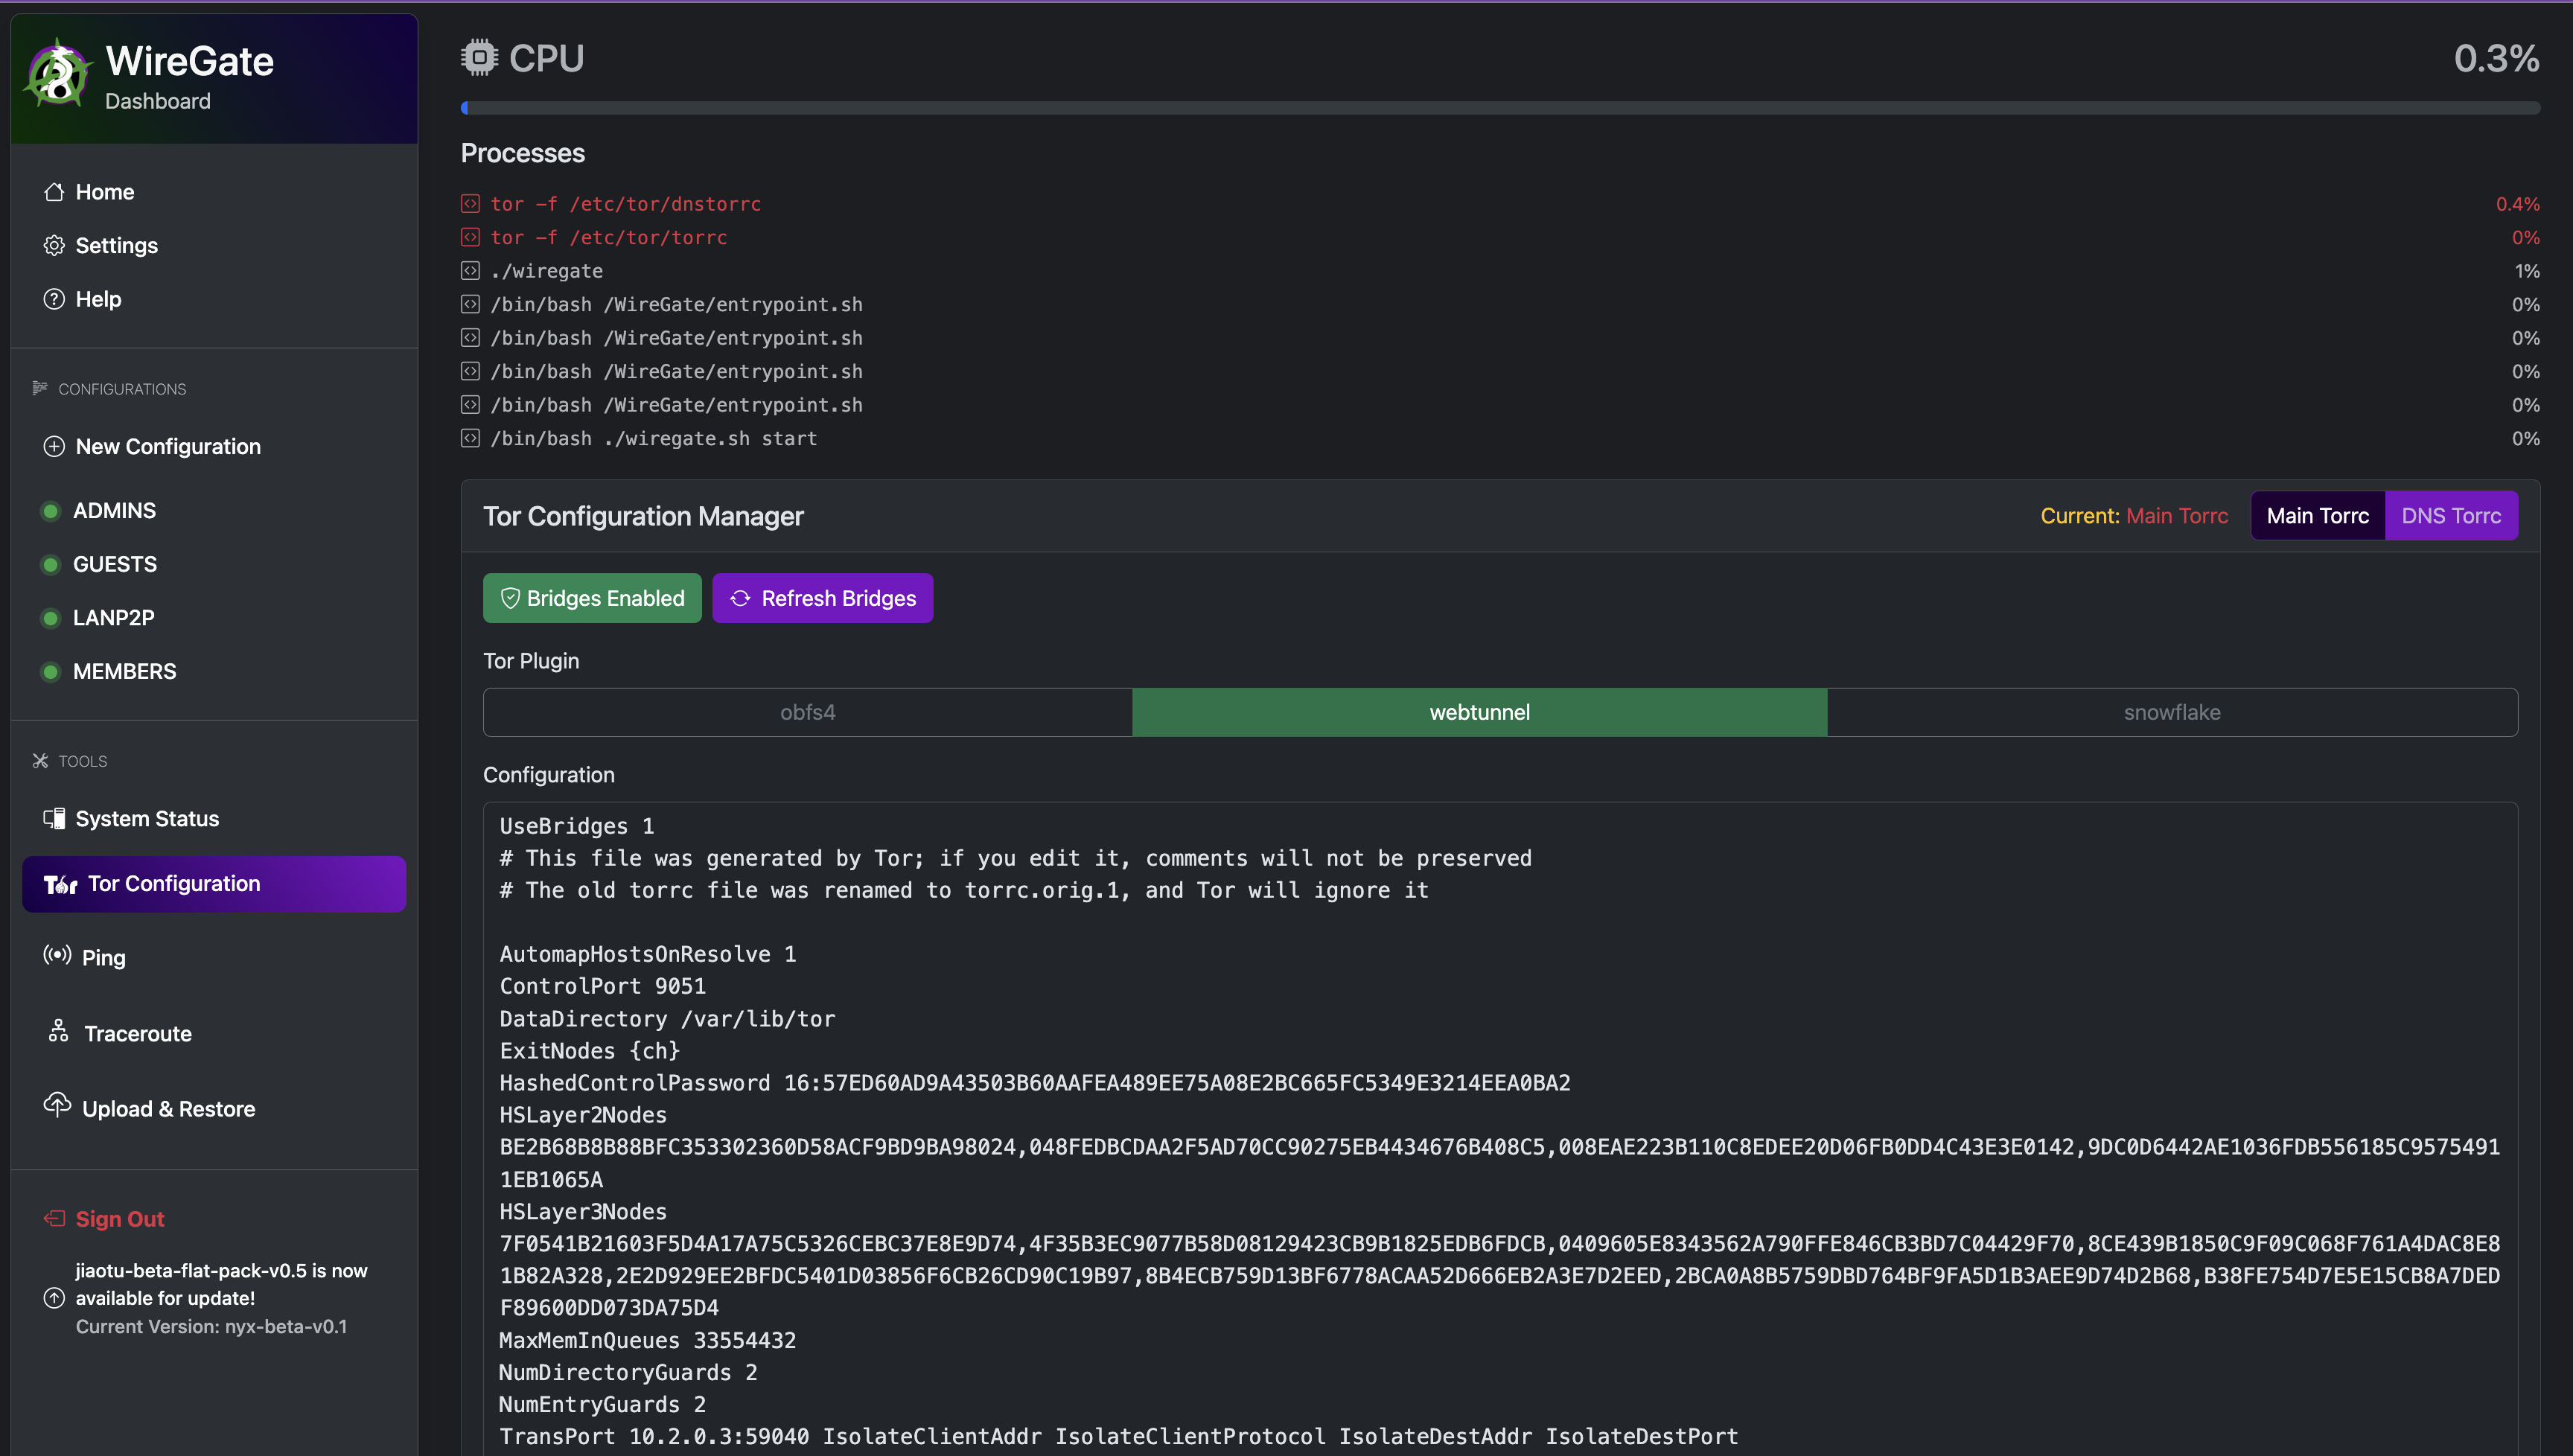 WireGate
Dashboard
Home
Settings
Help
CONFIGURATIONS
New Configuration
ADMINS
GUESTS
LANP2P
MEMBERS
TOOLS
System Status
Tor Configuration
Ping
Traceroute
Upload & Restore
Sign Out
jiaotu-beta-flat-pack-v0.5 is now
available for update!
Current Version: nyx-beta-v0.1
CPU 0.3%
Processes
tor -f /etc/tor/dnstorrc 0.4%
tor -f /etc/tor/torrc 0%
./wiregate 1%
/bin/bash /WireGate/entrypoint.sh 0%
/bin/bash /WireGate/entrypoint.sh 0%
/bin/bash /WireGate/entrypoint.sh 0%
/bin/bash /WireGate/entrypoint.sh 0%
/bin/bash ./wiregate.sh start 0%
Tor Configuration Manager Current: Main Torrc Main Torrc DNS Torrc
Bridges Enabled Refresh Bridges
Tor Plugin
obfs4 webtunnel snowflake
Configuration
UseBridges 1
# This file was generated by Tor; if you edit it, comments will not be preserved
# The old torrc file was renamed to torrc.orig.1, and Tor will ignore it
AutomapHostsOnResolve 1
ControlPort 9051
DataDirectory /var/lib/tor
ExitNodes {ch}
HashedControlPassword 16:57ED60AD9A43503B60AAFEA489EE75A08E2BC665FC5349E3214EEA0BA2
HSLayer2Nodes
BE2B68B8B88BFC353302360D58ACF9BD9BA98024,048FEDBCDAA2F5AD70CC90275EB4434676B408C5,008EAE223B110C8EDEE20D06FB0DD4C43E3E0142,9DC0D6442AE1036FDB556185C9575491
1EB1065A
HSLayer3Nodes
7F0541B21603F5D4A17A75C5326CEBC37E8E9D74,4F35B3EC9077B58D08129423CB9B1825EDB6FDCB,0409605E8343562A790FFE846CB3BD7C04429F70,8CE439B1850C9F09C068F761A4DAC8E8
1B82A328,2E2D929EE2BFDC5401D03856F6CB26CD90C19B97,8B4ECB759D13BF6778ACAA52D666EB2A3E7D2EED,2BCA0A8B5759DBD764BF9FA5D1B3AEE9D74D2B68,B38FE754D7E5E15CB8A7DED
F89600DD073DA75D4
MaxMemInQueues 33554432
NumDirectoryGuards 2
NumEntryGuards 2
TransPort 10.2.0.3:59040 IsolateClientAddr IsolateClientProtocol IsolateDestAddr IsolateDestPort